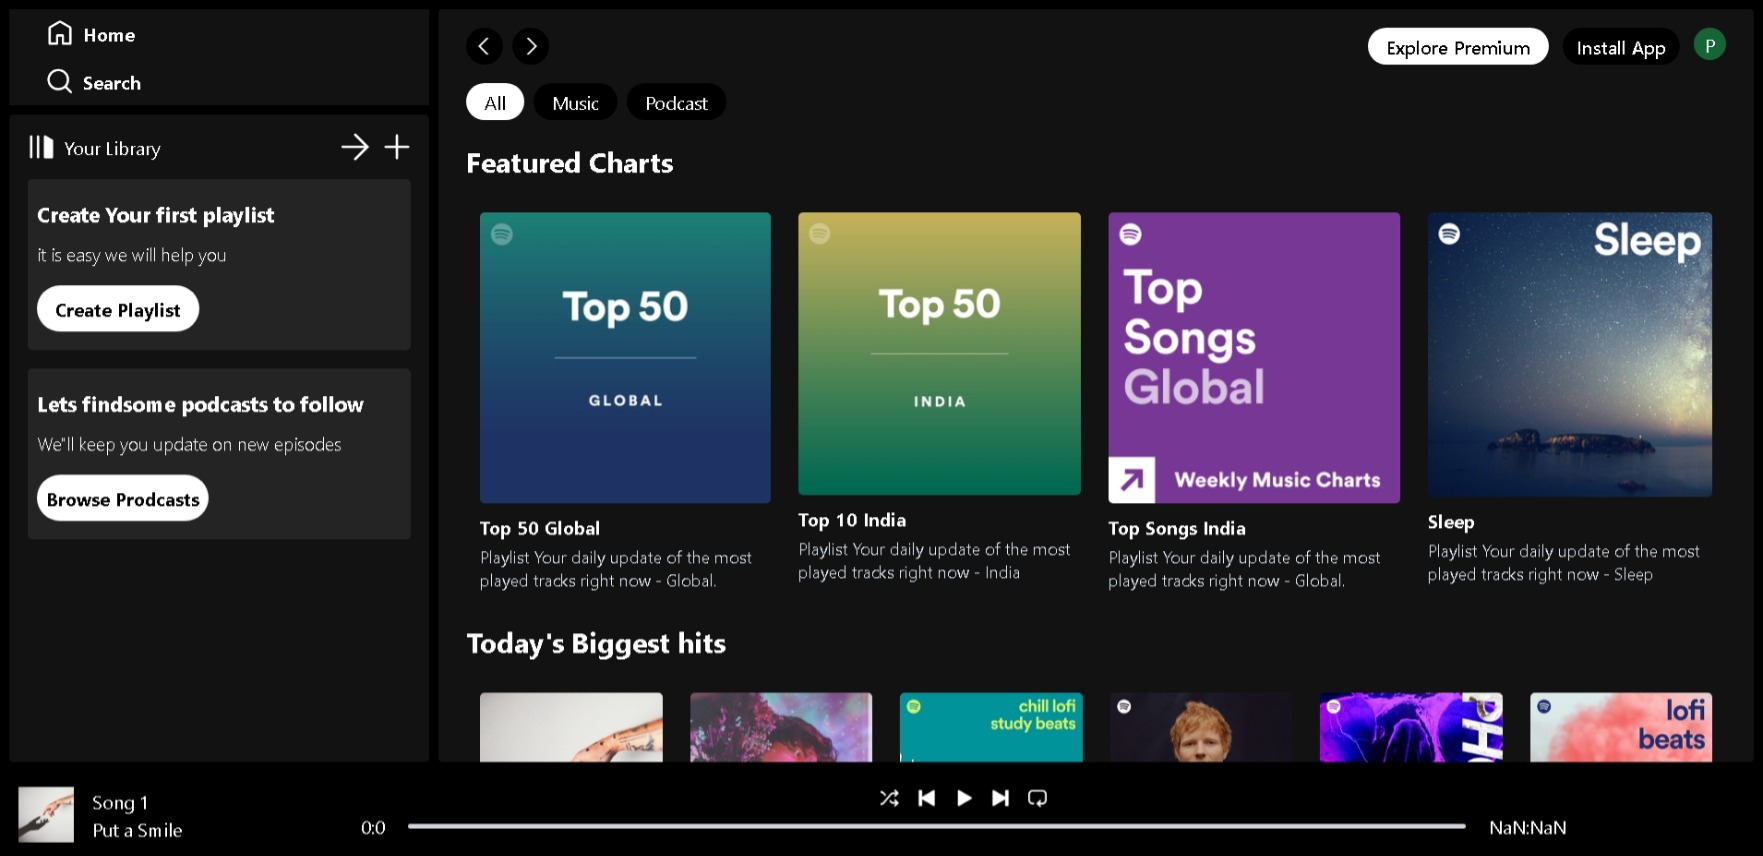 Home
Search
Your Library
Create Your first playlist
it is easy we will help you
Create Playlist
Lets findsome podcasts to follow
We"ll keep you update on new episodes
Browse Prodcasts
Explore Premium
Install App
P
All
Music
Podcast
Featured Charts
Top 50
GLOBAL
Top 50 Global
Playlist Your daily update of the most
played tracks right now - Global.
Top 50
INDIA
Top 10 India
Playlist Your daily update of the most
played tracks right now - India
Top
Songs
Global
Weekly Music Charts
Top Songs India
Playlist Your daily update of the most
played tracks right now - Global.
Sleep
Sleep
Playlist Your daily update of the most
played tracks right now - Sleep
Today's Biggest hits
chill lofi
study beats
lofi
beats
Song 1
Put a Smile
0:0
NaN:NaN